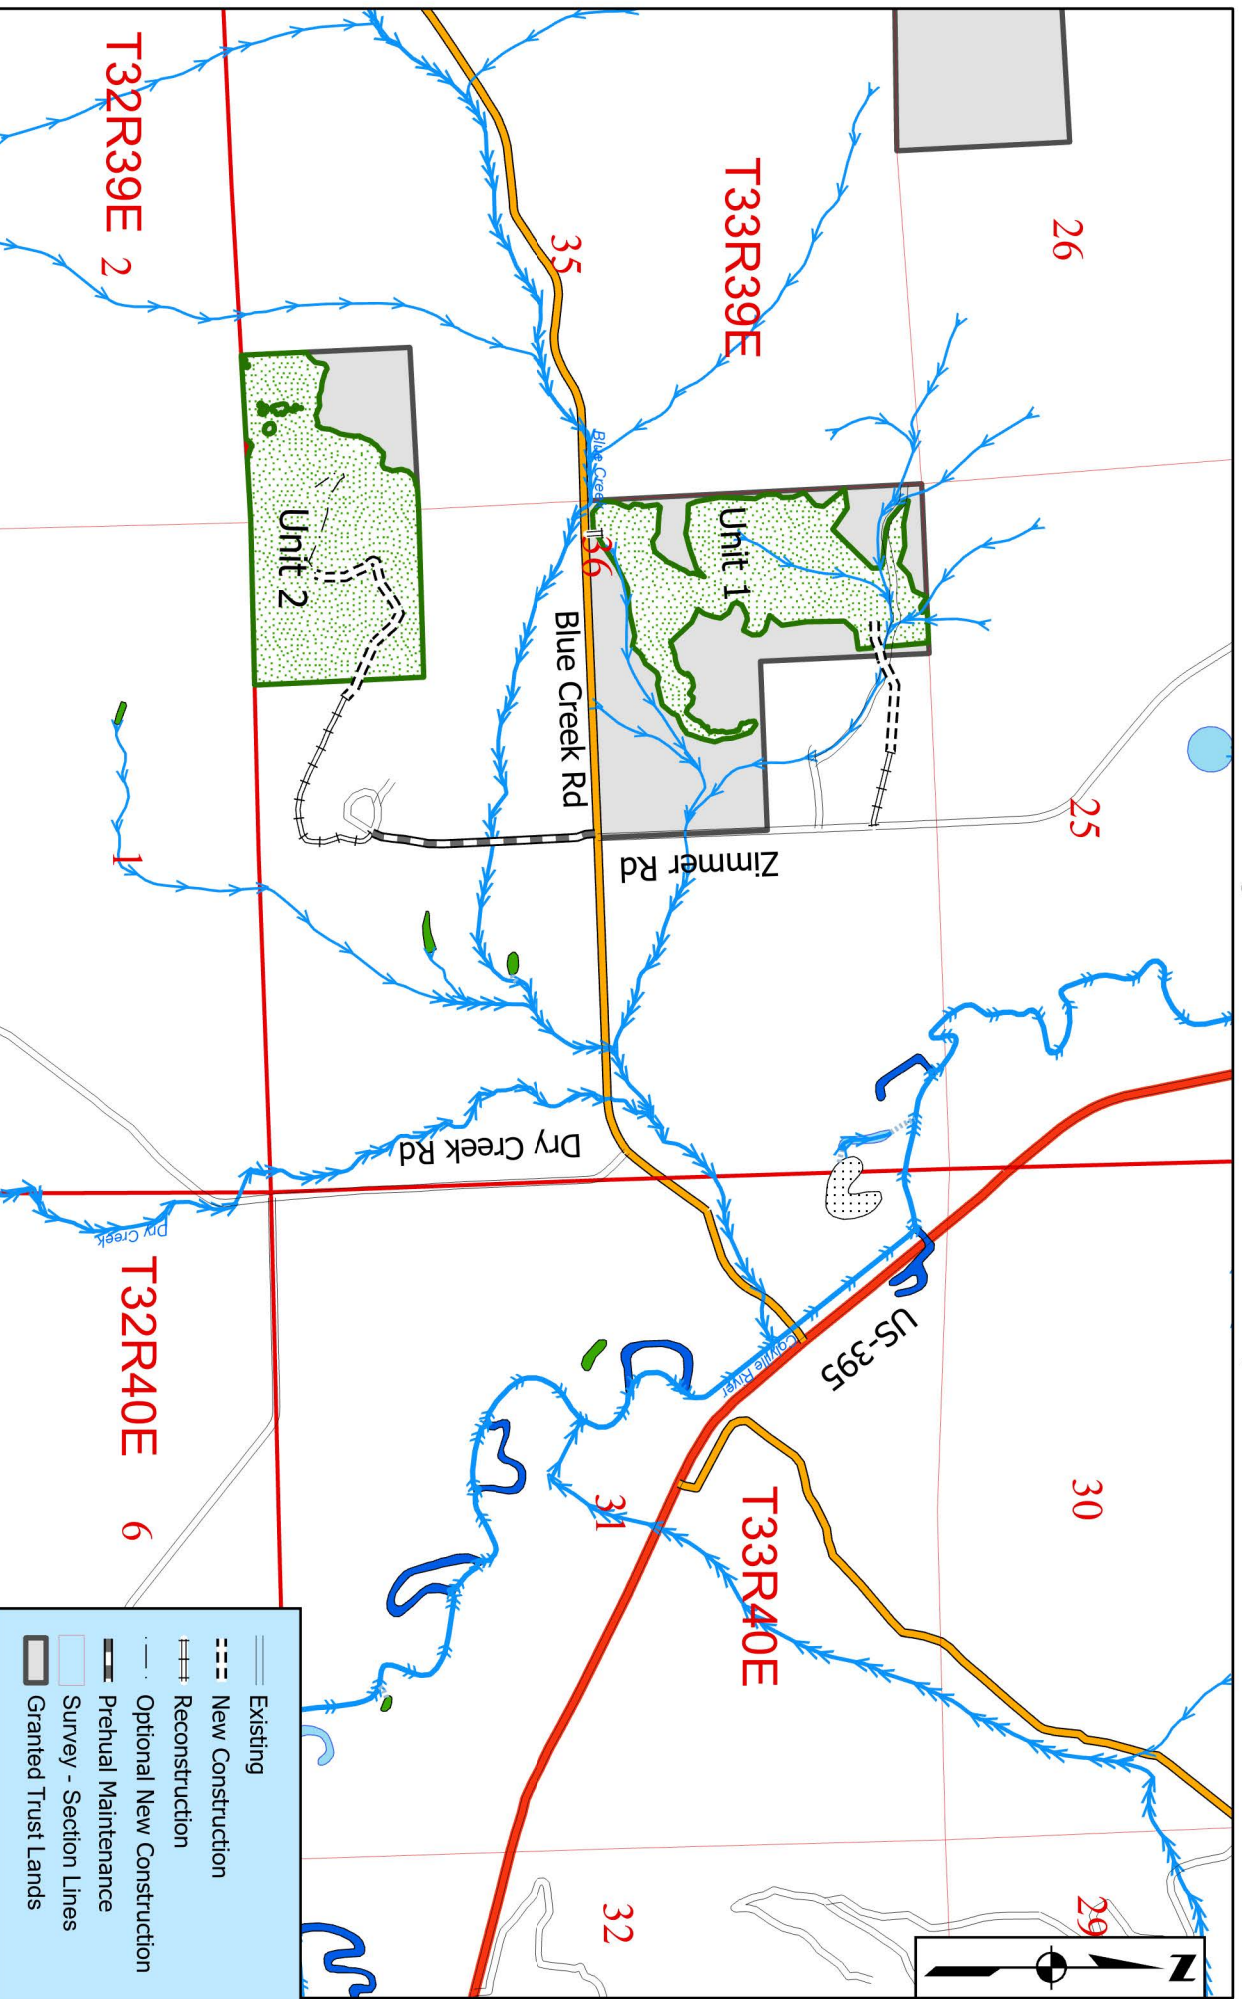 26
25
30
29
T33R39E
T33R40E
Unit 1
Zimmer Rd
US-395
35
Blue Creek
36
Blue Creek Rd
Colville River
31
32
Dry Creek Rd
Unit 2
T32R39E
2
1
Dry Creek
T32R40E
6
Existing
New Construction
Reconstruction
Optional New Construction
Prehual Maintenance
Survey - Section Lines
Granted Trust Lands
N